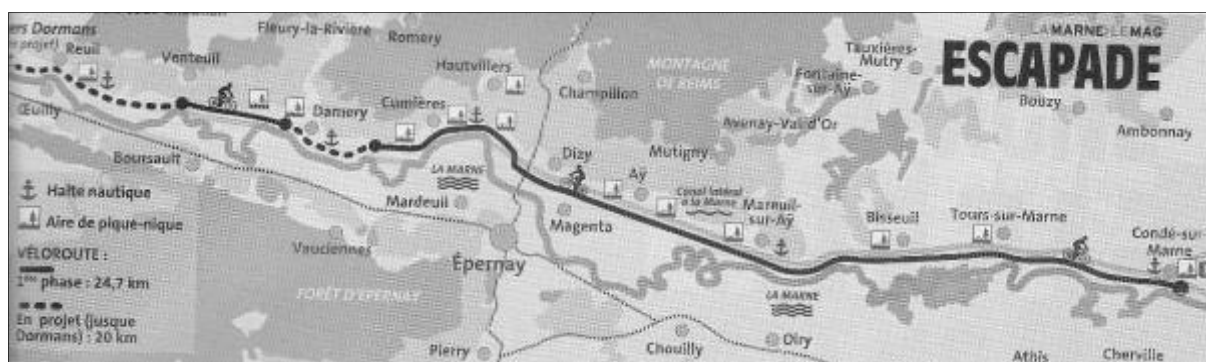 Fleury-la-Rivière
Romery
LA MARNE LE MAG
ESCAPADE
Dormans
projet)
Reuil
Venteuil
Hautvillers
MONTAGNE
DE REIMS
Tauxières-
Mutry
Fontaine-
sur-Aÿ
Champillon
Bouzy
Ambonnay
Damery
Cumières
Avenay-Val d'Or
Œuilly
Boursault
Dizy
Mutigny
Aÿ
LA MARNE
Canal latéral
à la Marne
Mareuil-
sur-Aÿ
Bisseuil
Tours-sur-Marne
Condé-sur-
Marne
Halte nautique
Aire de pique-nique
Mardeuil
Magenta
Vauciennes
Épernay
VÉLOROUTE :
1ère phase : 24,7 km
FORÊT D'EPERNAY
LA MARNE
En projet (jusque
Dormans) : 20 km
Pierry
Chouilly
Oiry
Athis
Cherville